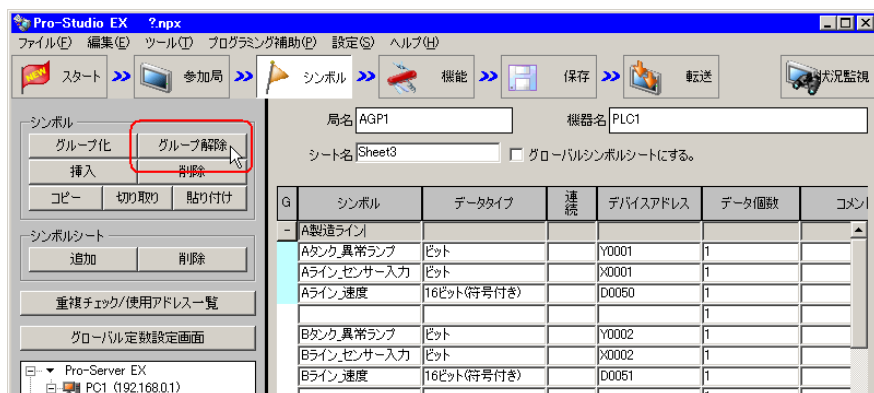 Pro-Studio EX ?.npx
ファイル(F) 編集(E) ツール(T) プログラミング補助(P) 設定(S) ヘルプ(H)
NEW スタート 参加局 シンボル 機能 保存 転送 状況監視
シンボル
グループ化 グループ解除
挿入 削除
コピー 切り取り 貼り付け
シンボルシート
追加 削除
重複チェック/使用アドレス一覧
グローバル定数設定画面
Pro-Server EX
PC1 (192.168.0.1)
局名 AGP1 機器名 PLC1
シート名 Sheet3 グローバルシンボルシートにする。
G シンボル データタイプ 連続 デバイスアドレス データ個数 コメン
- A製造ライン
Aタンク_異常ランプ ビット Y0001 1
Aライン_センサー入力 ビット X0001 1
Aライン_速度 16ビット(符号付き) D0050 1
1
Bタンク_異常ランプ ビット Y0002 1
Bライン_センサー入力 ビット X0002 1
Bライン_速度 16ビット(符号付き) D0051 1